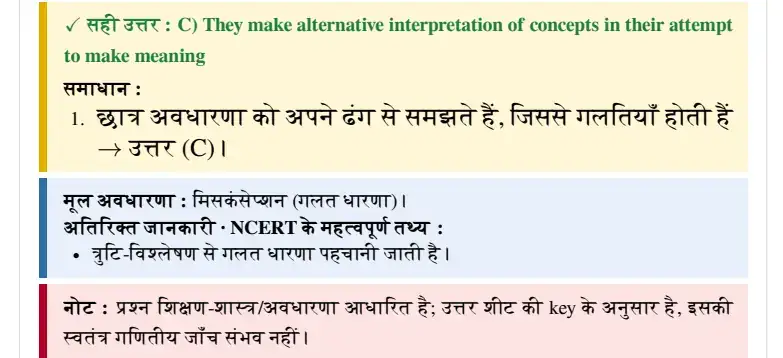 ✓ सही उत्तर : C) They make alternative interpretation of concepts in their attempt
to make meaning
समाधान :
1. छात्र अवधारणा को अपने ढंग से समझते हैं, जिससे गलतियाँ होती हैं
→ उत्तर (C)।
मूल अवधारणा : मिसकंसेप्शन (गलत धारणा)।
अतिरिक्त जानकारी · NCERT के महत्वपूर्ण तथ्य :
• त्रुटि-विश्लेषण से गलत धारणा पहचानी जाती है।
नोट : प्रश्न शिक्षण-शास्त्र/अवधारणा आधारित है; उत्तर शीट की key के अनुसार है, इसकी
स्वतंत्र गणितीय जाँच संभव नहीं।